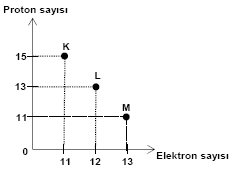 Proton sayısı
K
15
L
13
M
11
0
11 12 13
Elektron sayısı